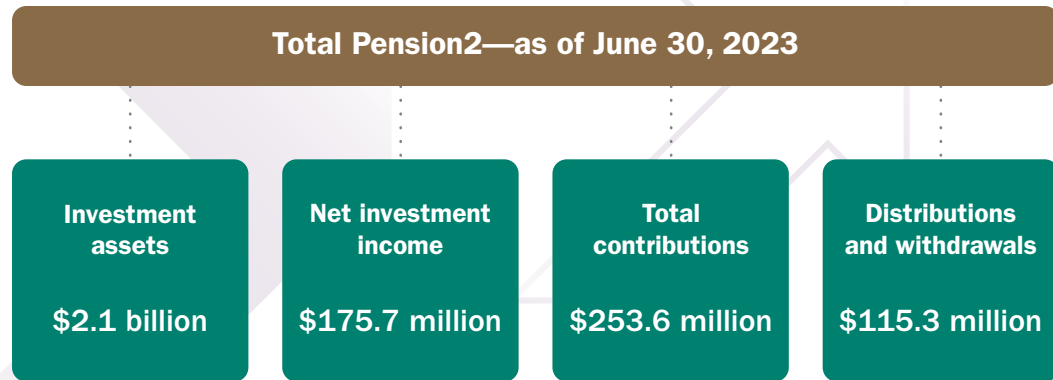 Total Pension2—as of June 30, 2023
Investment
assets
$2.1 billion
Net investment
income
$175.7 million
Total
contributions
$253.6 million
Distributions
and withdrawals
$115.3 million